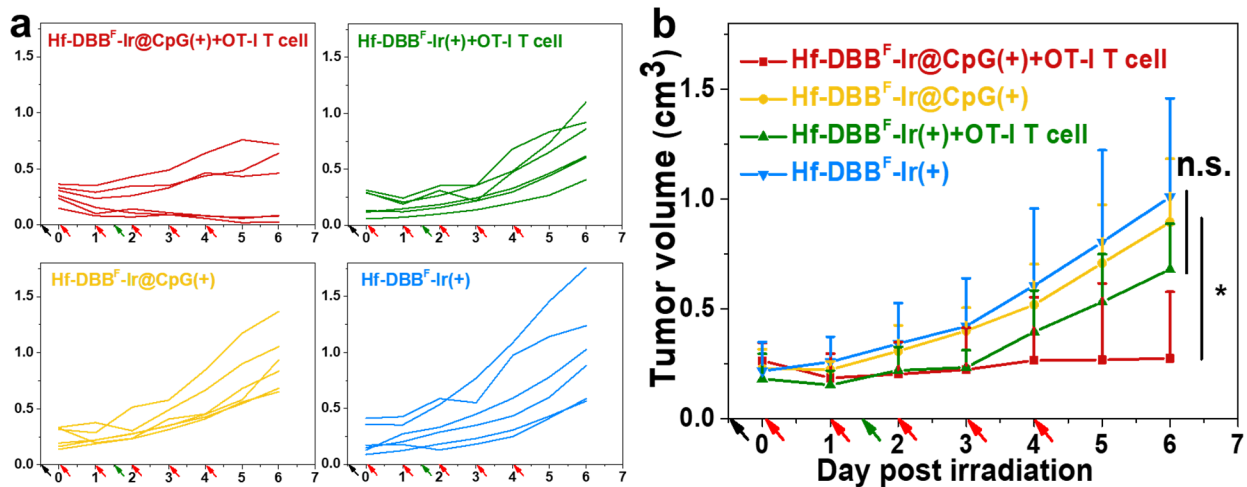 a
Hf-DBBF-Ir@CpG(+)+OT-I T cell
1.5
1.0
0.5
0.0
0 1 2 3 4 5 6 7
Hf-DBBF-Ir(+)+OT-I T cell
1.5
1.0
0.5
0.0
0 1 2 3 4 5 6 7
Hf-DBBF-Ir@CpG(+)
1.5
1.0
0.5
0.0
0 1 2 3 4 5 6 7
Hf-DBBF-Ir(+)
1.5
1.0
0.5
0.0
0 1 2 3 4 5 6 7
b
Tumor volume (cm3)
1.5
1.0
0.5
0.0
Hf-DBBF-Ir@CpG(+)+OT-I T cell
Hf-DBBF-Ir@CpG(+)
Hf-DBBF-Ir(+)+OT-I T cell
Hf-DBBF-Ir(+)
n.s.
*
0 1 2 3 4 5 6 7
Day post irradiation